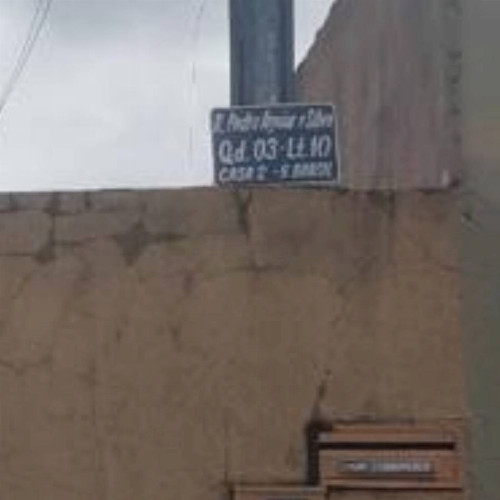 R. Pedro Aguiar e Silva
Qd. 03 - Lt. 10
CASA 2 - S.